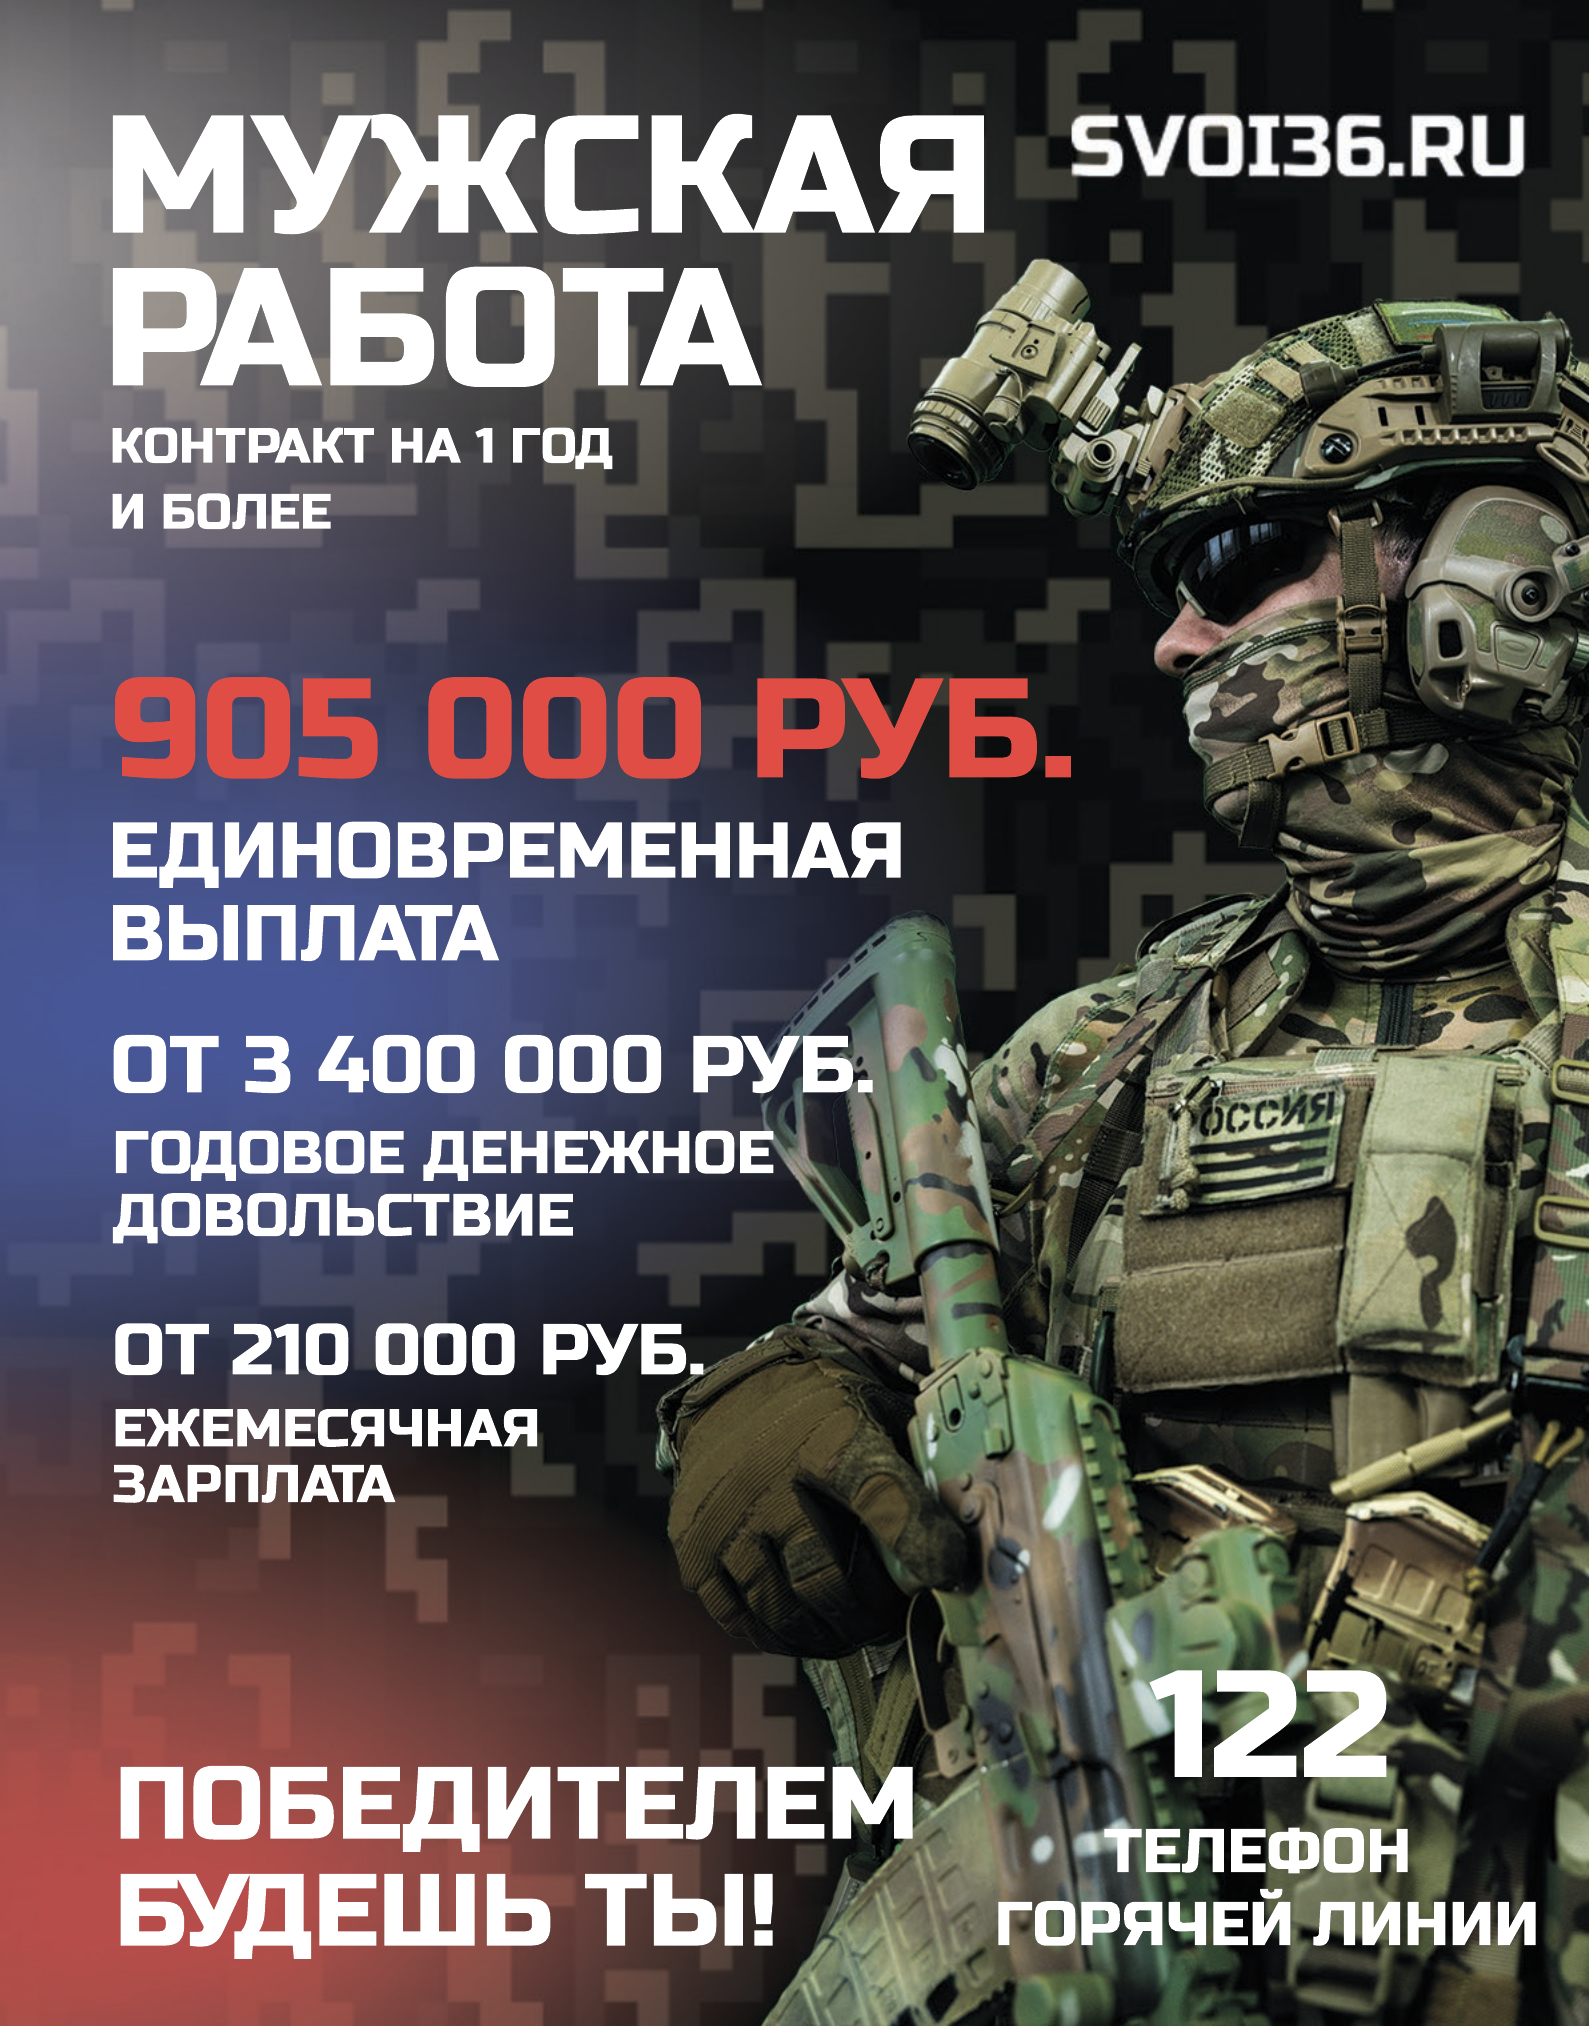 МУЖСКАЯ
РАБОТА
SVOI36.RU
КОНТРАКТ НА 1 ГОД
И БОЛЕЕ
905 000 РУБ.
ЕДИНОВРЕМЕННАЯ
ВЫПЛАТА
ОТ 3 400 000 РУБ.
ГОДОВОЕ ДЕНЕЖНОЕ
ДОВОЛЬСТВИЕ
РОССИЯ
ОТ 210 000 РУБ.
ЕЖЕМЕСЯЧНАЯ
ЗАРПЛАТА
ПОБЕДИТЕЛЕМ
БУДЕШЬ ТЫ!
122
ТЕЛЕФОН
ГОРЯЧЕЙ ЛИНИИ